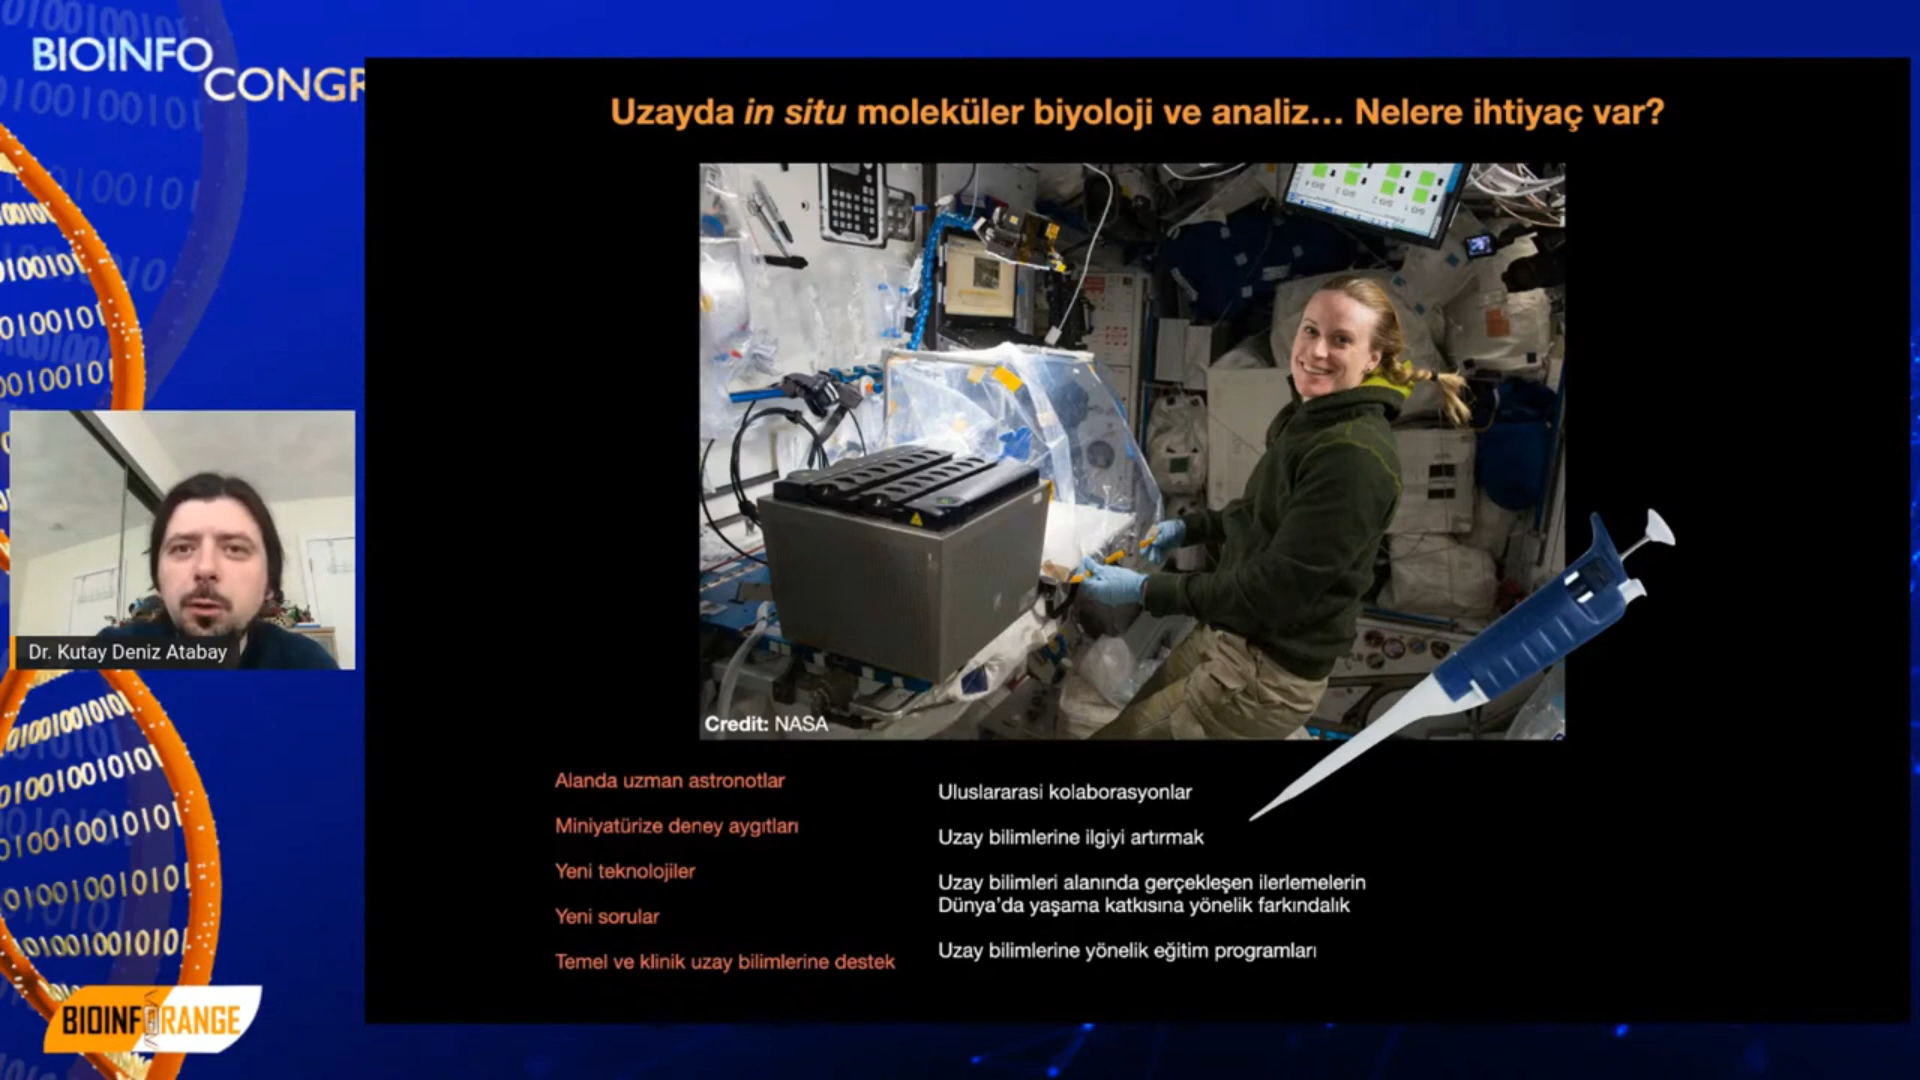 BIOINFO
CONGR
Uzayda in situ moleküler biyoloji ve analiz... Nelere ihtiyaç var?
Dr. Kutay Deniz Atabay
Credit: NASA
Alanda uzman astronotlar
Miniyatürize deney aygıtları
Yeni teknolojiler
Yeni sorular
Temel ve klinik uzay bilimlerine destek
Uluslararasi kolaborasyonlar
Uzay bilimlerine ilgiyi artırmak
Uzay bilimleri alanında gerçekleşen ilerlemelerin
Dünya'da yaşama katkısına yönelik farkındalık
Uzay bilimlerine yönelik eğitim programları
BIOINFORANGE